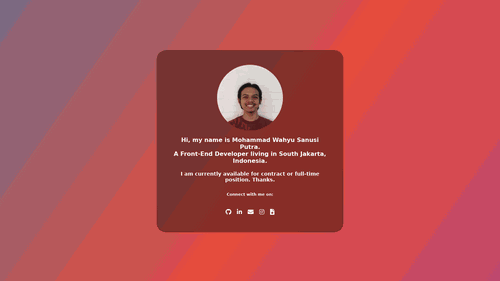 Hi, my name is Mohammad Wahyu Sanusi
Putra.
A Front-End Developer living in South Jakarta,
Indonesia.
I am currently available for contract or full-time
position. Thanks.
Connect with me on: